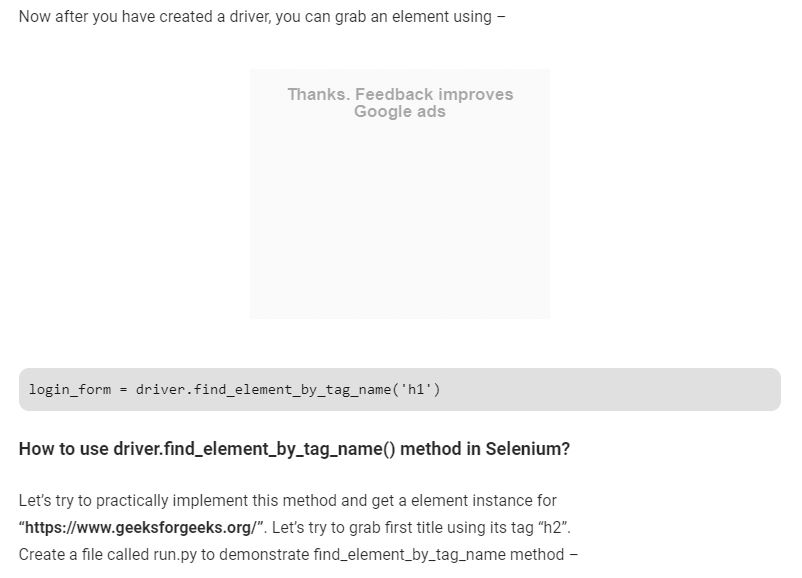 Now after you have created a driver, you can grab an element using –
Thanks. Feedback improves
Google ads
login_form = driver.find_element_by_tag_name('h1')
How to use driver.find_element_by_tag_name() method in Selenium?
Let’s try to practically implement this method and get a element instance for
“https://www.geeksforgeeks.org/”. Let’s try to grab first title using its tag “h2”.
Create a file called run.py to demonstrate find_element_by_tag_name method –